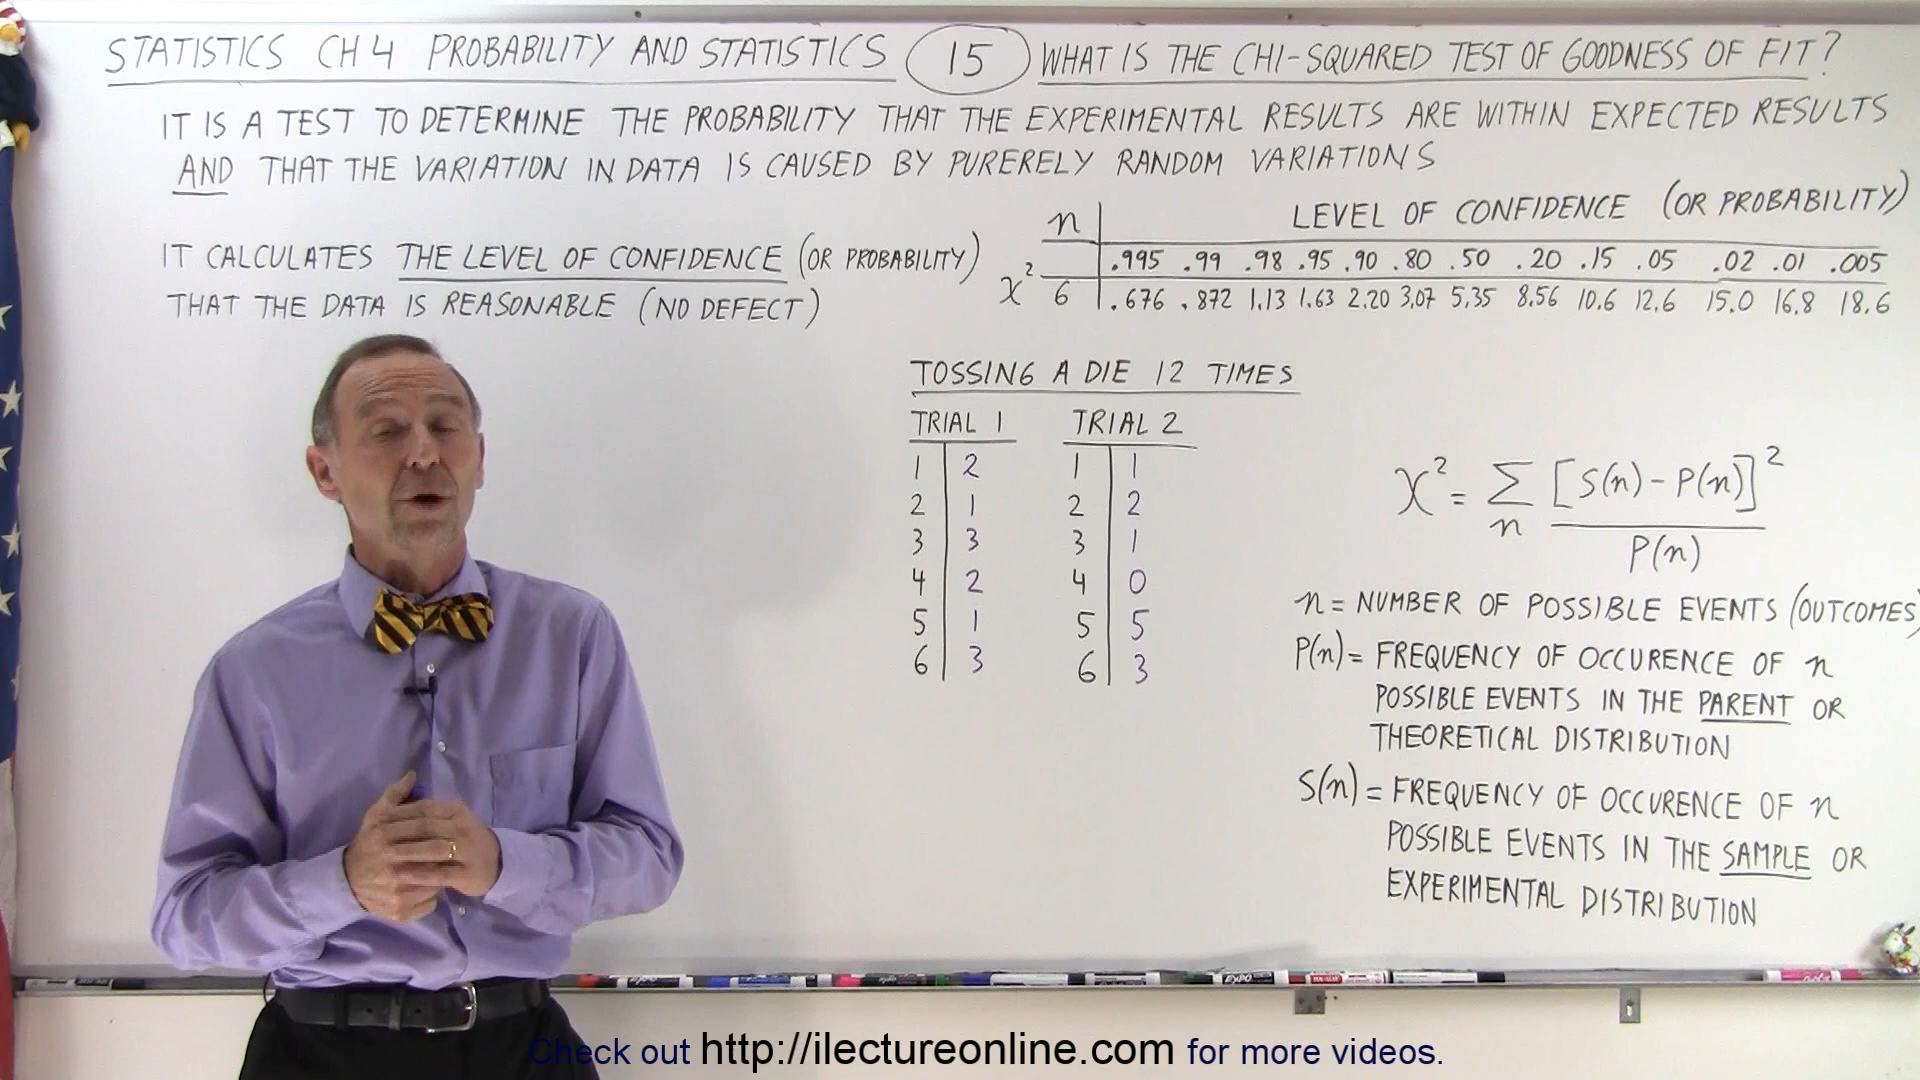 STATISTICS CH 4 PROBABILITY AND STATISTICS 15 WHAT IS THE CHI-SQUARED TEST OF GOODNESS OF FIT?
IT IS A TEST TO DETERMINE THE PROBABILITY THAT THE EXPERIMENTAL RESULTS ARE WITHIN EXPECTED RESULTS
AND THAT THE VARIATION IN DATA IS CAUSED BY PURERELY RANDOM VARIATIONS
IT CALCULATES THE LEVEL OF CONFIDENCE (OR PROBABILITY)
THAT THE DATA IS REASONABLE (NO DEFECT)
n LEVEL OF CONFIDENCE (OR PROBABILITY)
.995 .99 .98 .95 .90 .80 .50 .20 .15 .05 .02 .01 .005
χ² 6 .676 .872 1.13 1.63 2.20 3.07 5.35 8.56 10.6 12.6 15.0 16.8 18.6
TOSSING A DIE 12 TIMES
TRIAL 1 TRIAL 2
1 2 1 1
2 1 2 2
3 3 3 1
4 2 4 0
5 1 5 5
6 3 6 3
χ² = Σ [S(n) - P(n)]²
n P(n)
n = NUMBER OF POSSIBLE EVENTS (OUTCOMES)
P(n) = FREQUENCY OF OCCURENCE OF n
POSSIBLE EVENTS IN THE PARENT OR
THEORETICAL DISTRIBUTION
S(n) = FREQUENCY OF OCCURENCE OF n
POSSIBLE EVENTS IN THE SAMPLE OR
EXPERIMENTAL DISTRIBUTION
Check out http://ilectureonline.com for more videos.